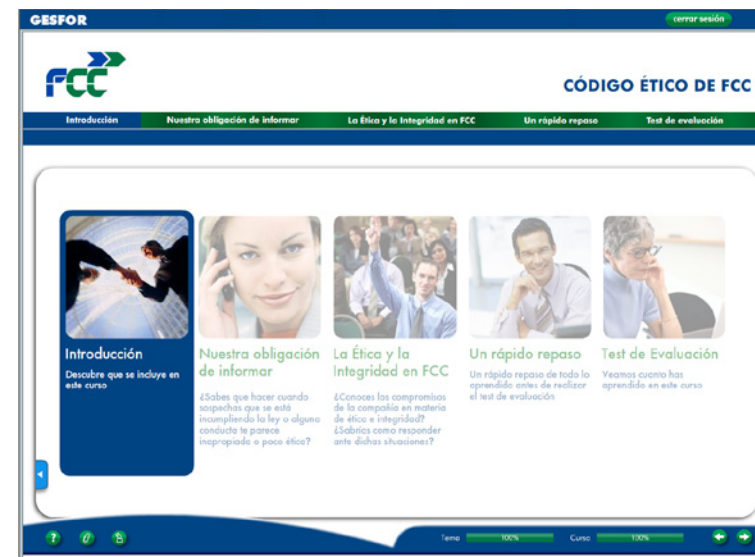 GESFOR
cerrar sesión
FCC
CÓDIGO ÉTICO DE FCC
Introducción
Nuestra obligación de informar
La Ética y la Integridad en FCC
Un rápido repaso
Test de evaluación
Introducción
Descubre que se incluye en
este curso
Nuestra obligación
de informar
¿Sabes que hacer cuando
sospechas que se está
incumpliendo la ley o alguna
conducta te parece
inapropiada o poco ética?
La Ética y la
Integridad en FCC
¿Conoces los compromisos
de la compañía en materia
de ética e integridad?
¿Sabrías como responder
ante dichas situaciones?
Un rápido repaso
Un rápido repaso de todo lo
aprendido antes de realizar
el test de evaluación
Test de Evaluación
Veamos cuanto has
aprendido en este curso
?
Tema 100% Curso 100%